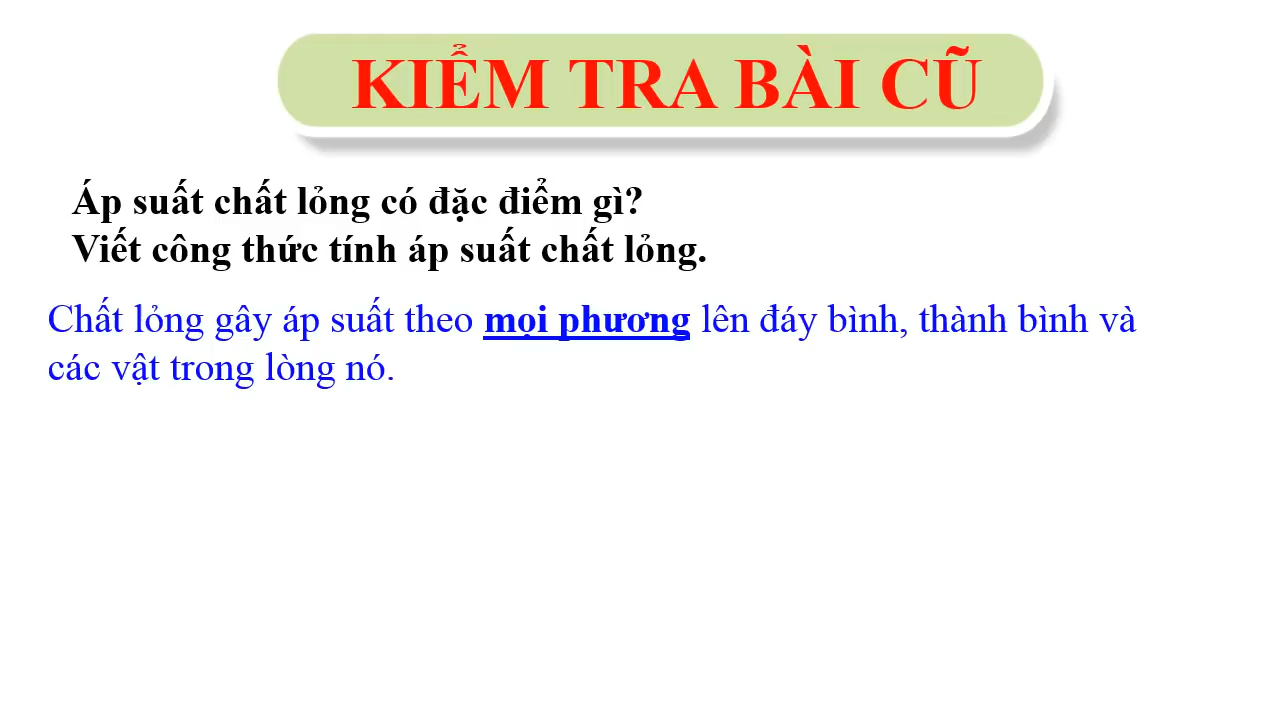 KIỂM TRA BÀI CŨ
Áp suất chất lỏng có đặc điểm gì?
Viết công thức tính áp suất chất lỏng.
Chất lỏng gây áp suất theo mọi phương lên đáy bình, thành bình và
các vật trong lòng nó.